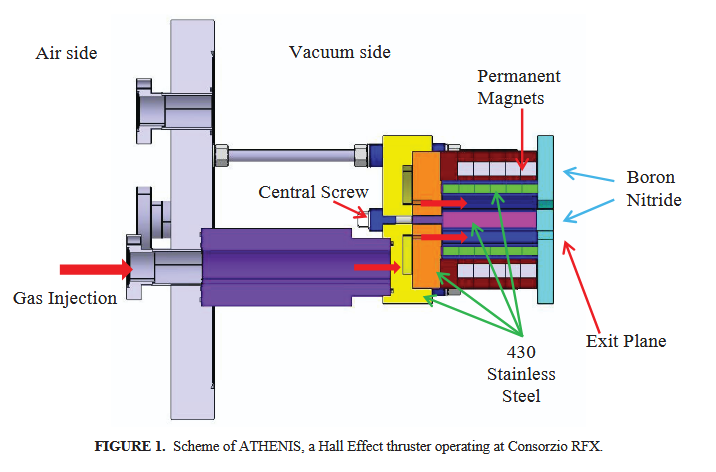 Air side
Vacuum side
Permanent
Magnets
Central Screw
Boron
Nitride
Gas Injection
Exit Plane
430
Stainless
Steel
FIGURE 1. Scheme of ATHENIS, a Hall Effect thruster operating at Consorzio RFX.